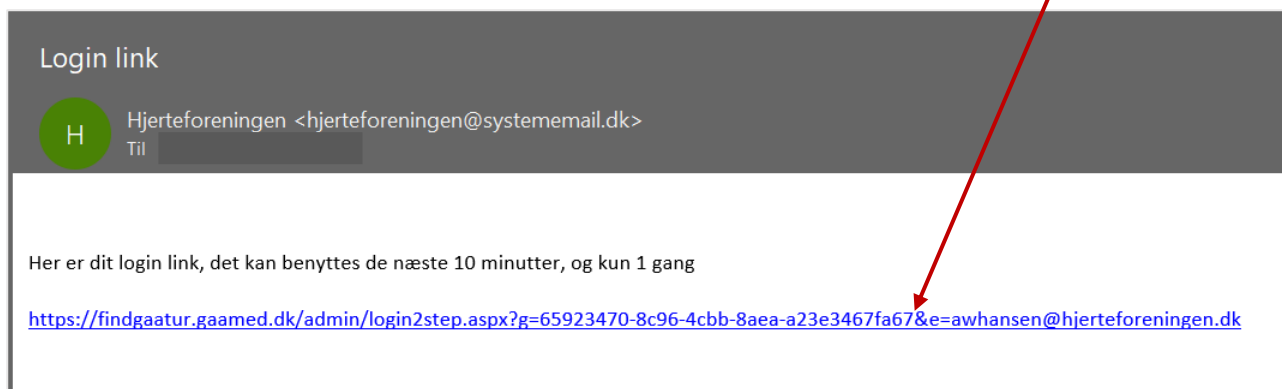 Login link
H
Hjerteforeningen <hjerteforeningen@systememail.dk>
Til
Her er dit login link, det kan benyttes de næste 10 minutter, og kun 1 gang
https://findgaatur.gaamed.dk/admin/login2step.aspx?g=65923470-8c96-4cbb-8aea-a23e3467fa67&e=awhansen@hjerteforeningen.dk